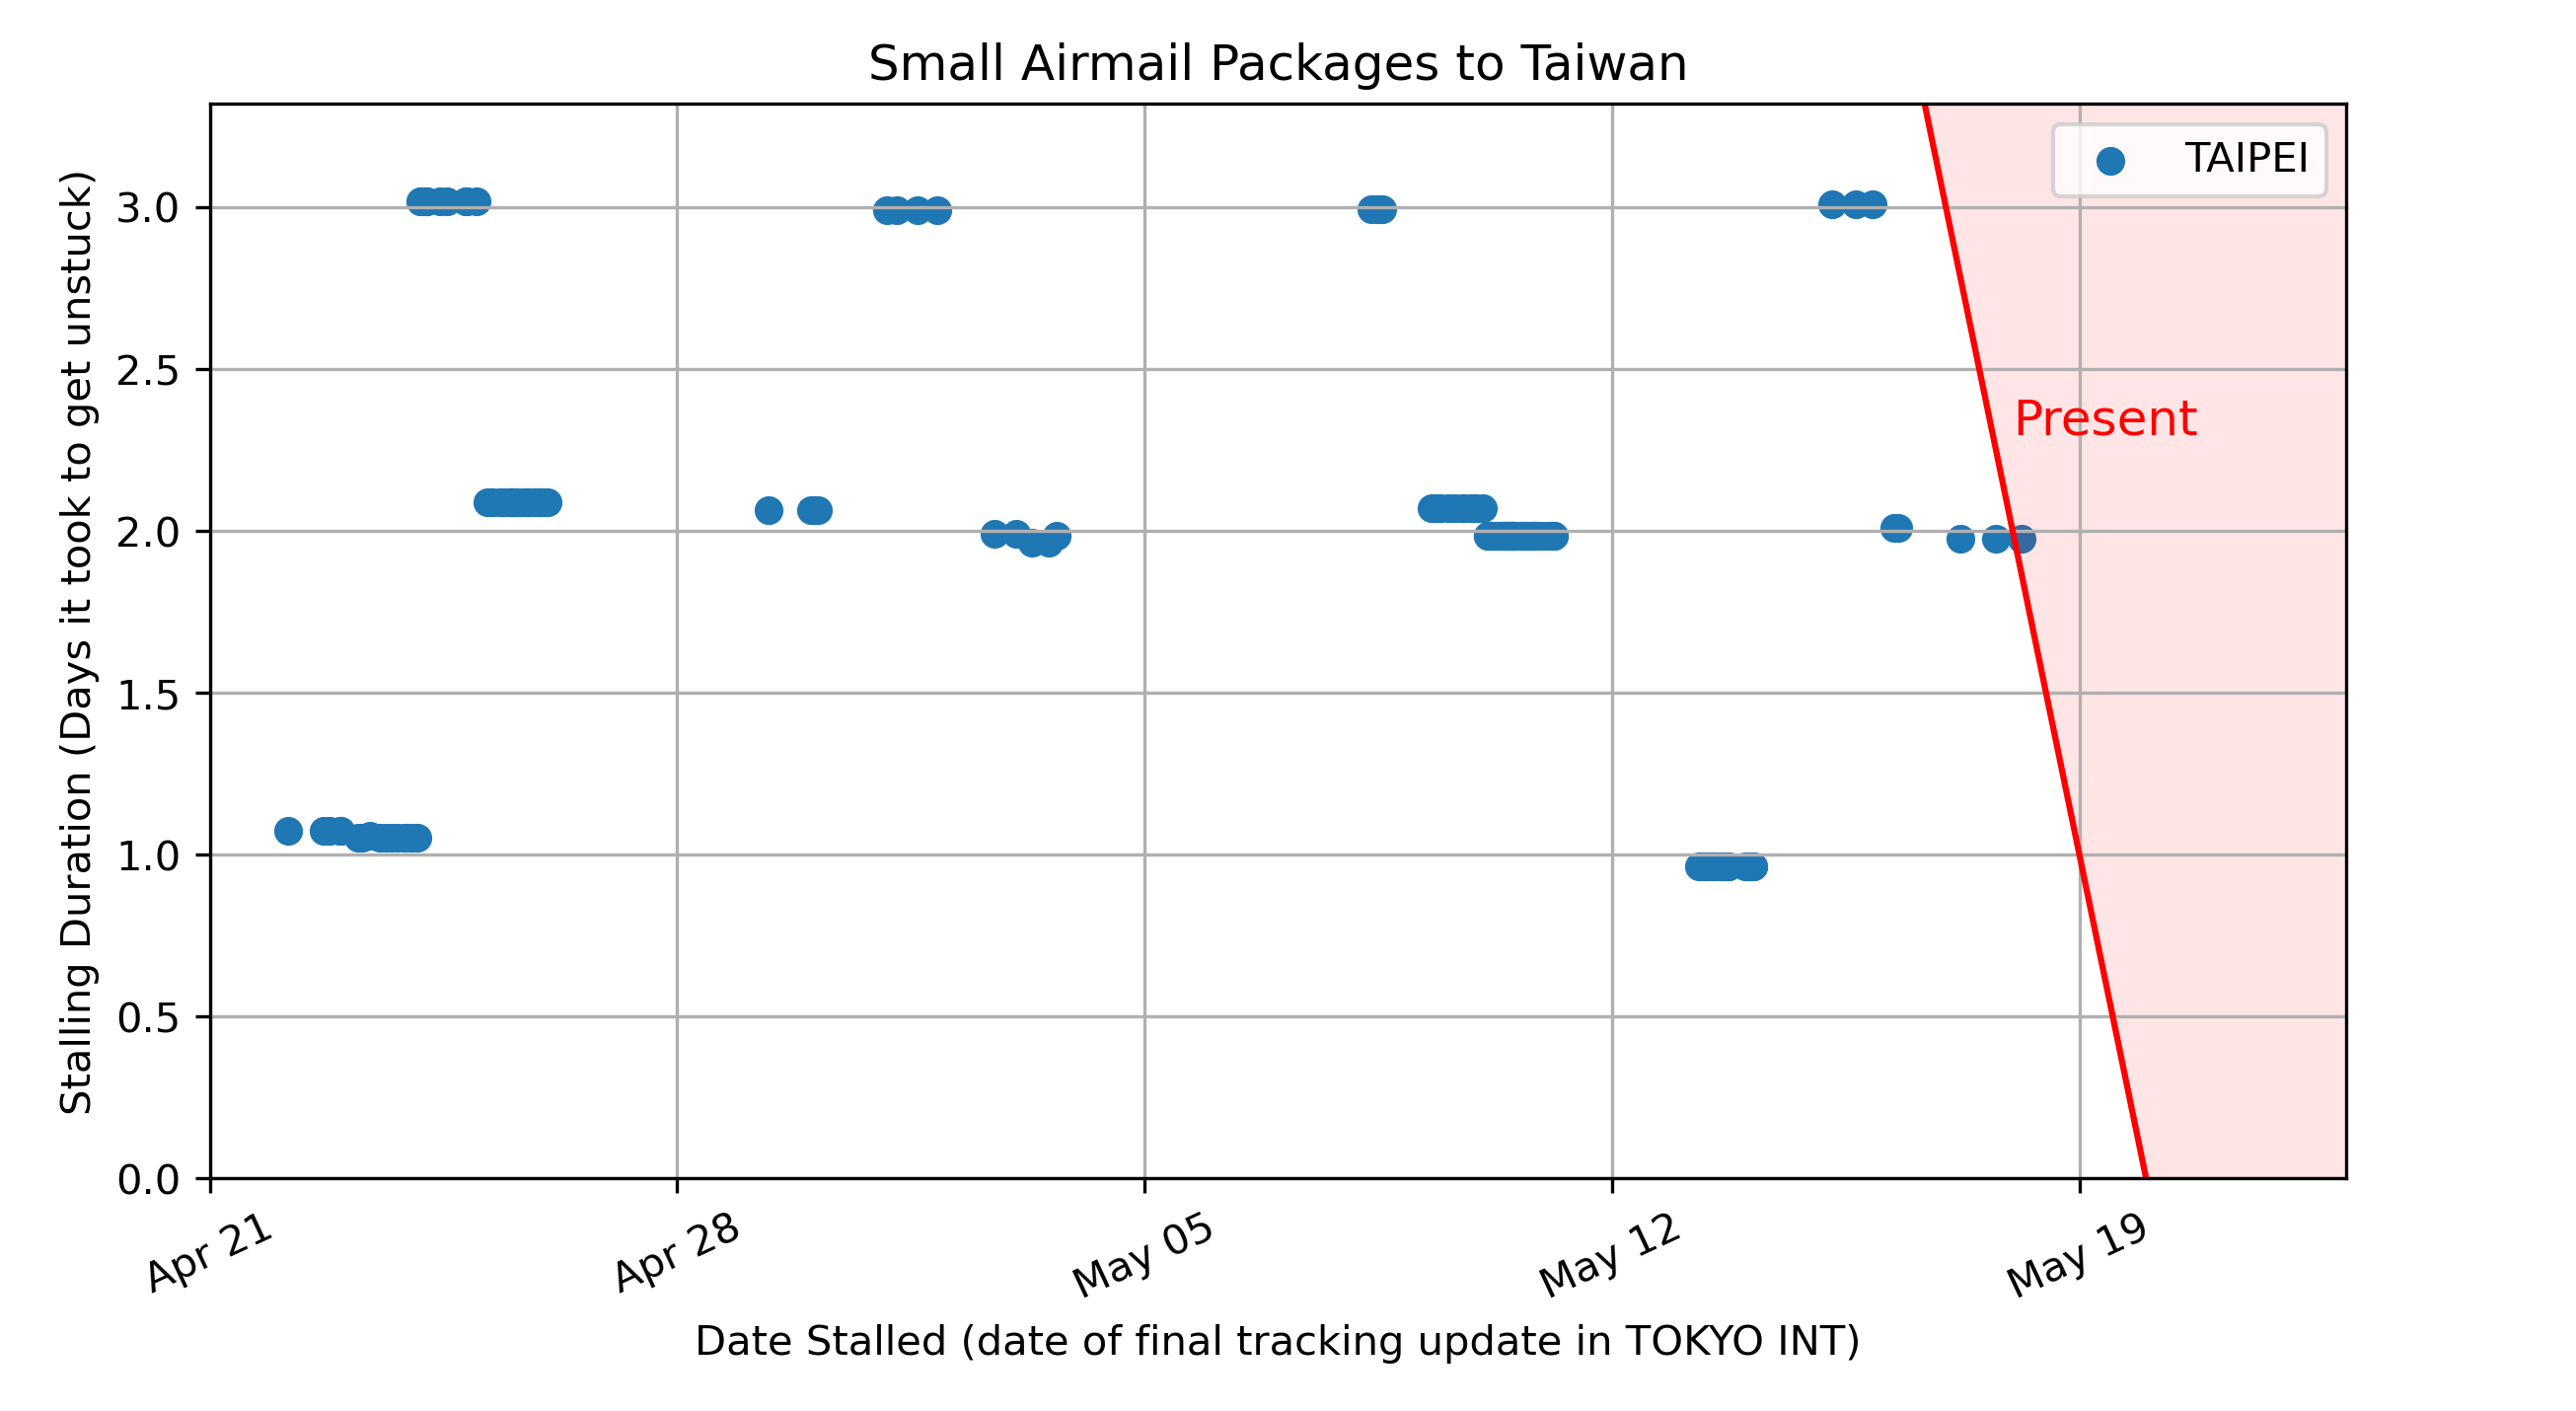 Small Airmail Packages to Taiwan
TAIPEI
Present
Stalling Duration (Days it took to get unstuck)
3.0
2.5
2.0
1.5
1.0
0.5
0.0
Apr 21
Apr 28
May 05
May 12
May 19
Date Stalled (date of final tracking update in TOKYO INT)